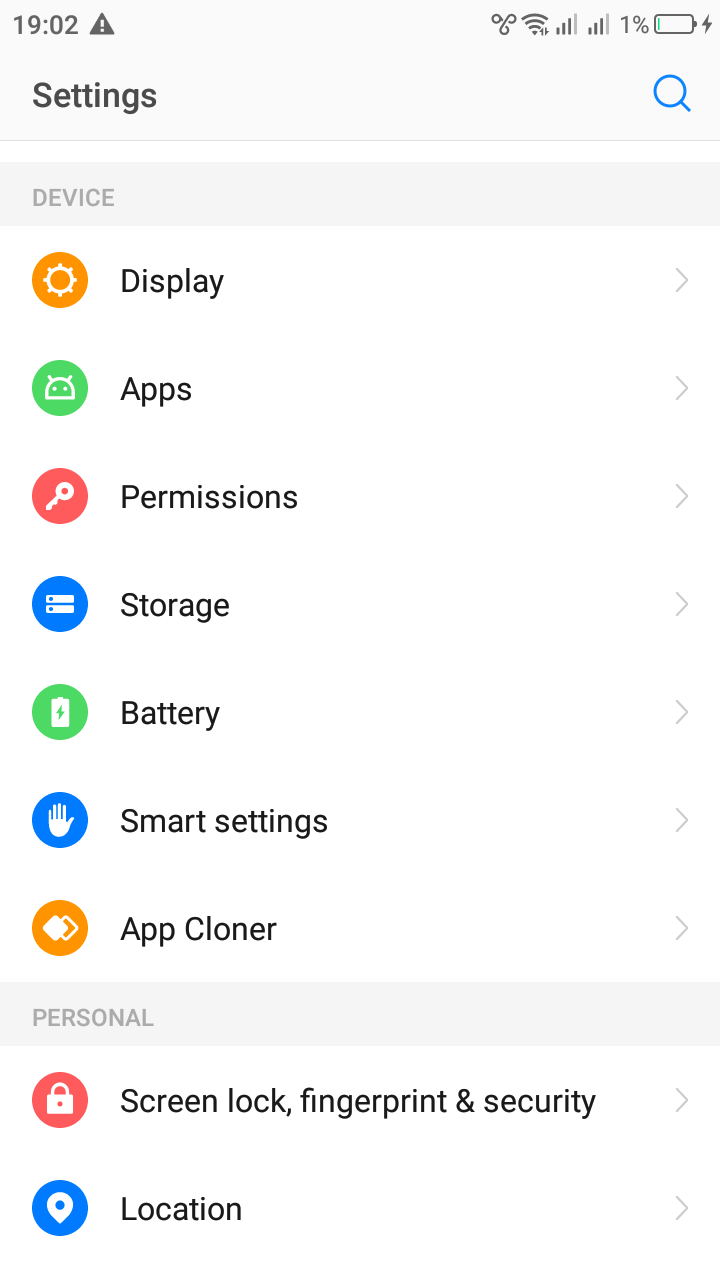 19:02 1%
Settings
DEVICE
Display
Apps
Permissions
Storage
Battery
Smart settings
App Cloner
PERSONAL
Screen lock, fingerprint & security
Location